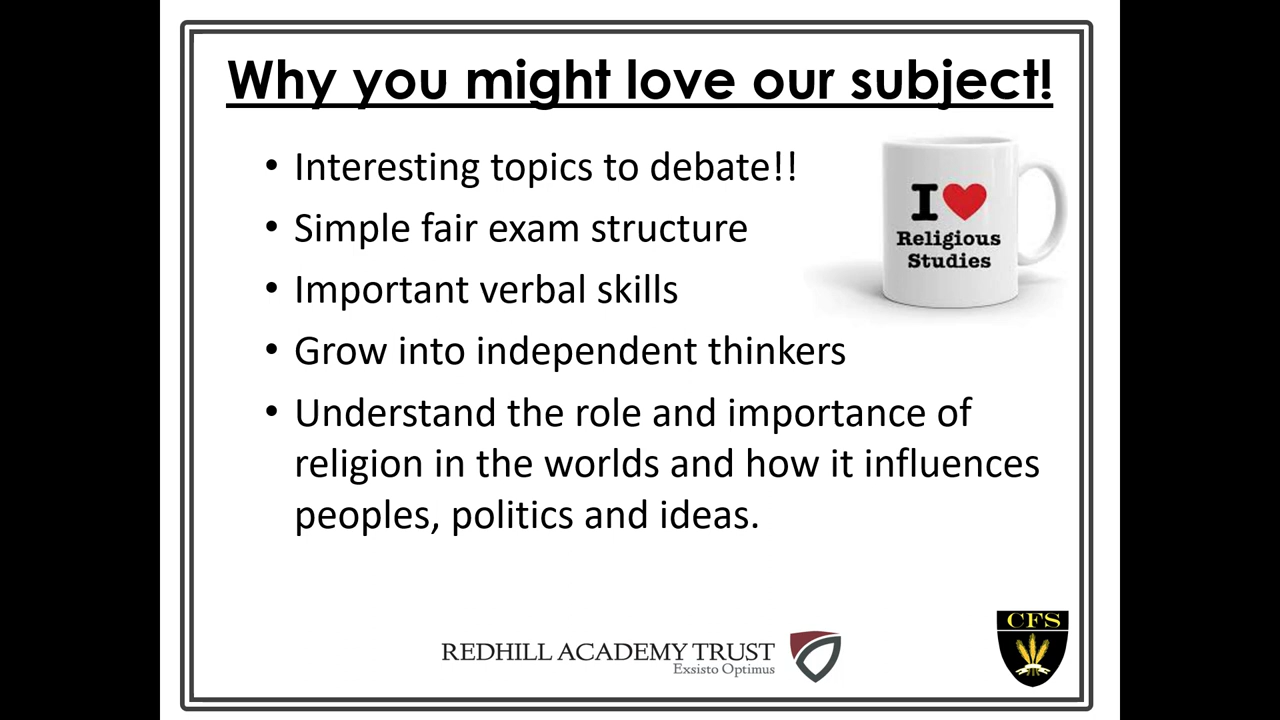 Why you might love our subject!
• Interesting topics to debate!!
• Simple fair exam structure
• Important verbal skills
• Grow into independent thinkers
• Understand the role and importance of
religion in the worlds and how it influences
peoples, politics and ideas.
I ❤
Religious
Studies
REDHILL ACADEMY TRUST
Exsisto Optimus
CFS